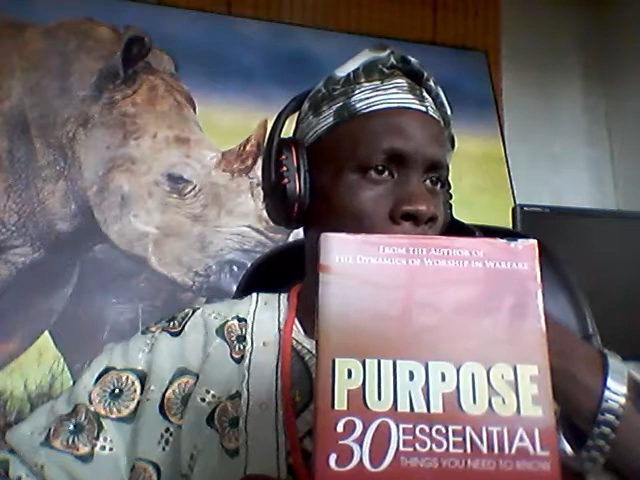 FROM THE AUTHOR OF
THE DYNAMICS OF WORSHIP IN WARFARE
PURPOSE
30 ESSENTIAL
THINGS YOU NEED TO KNOW